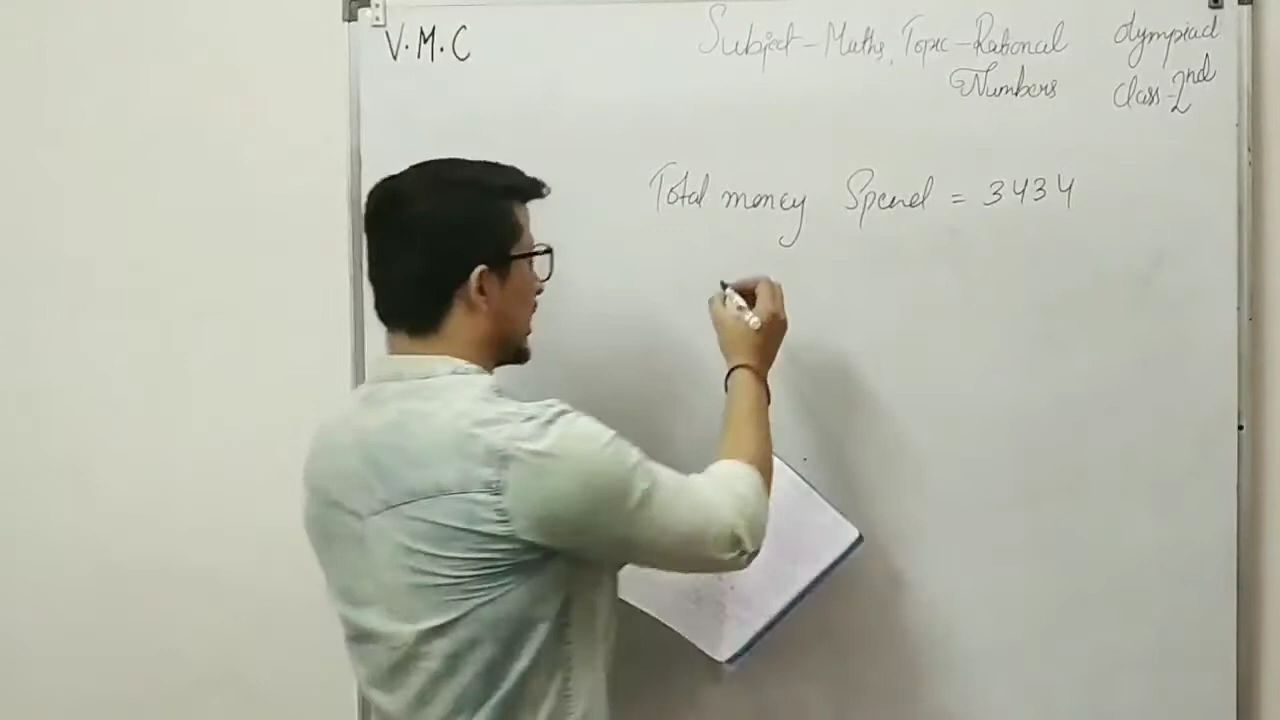 V.M.C
Subject - Maths, Topic - Rational
Numbers
Olympiad
Class - 2nd
Total money Spend = 3434